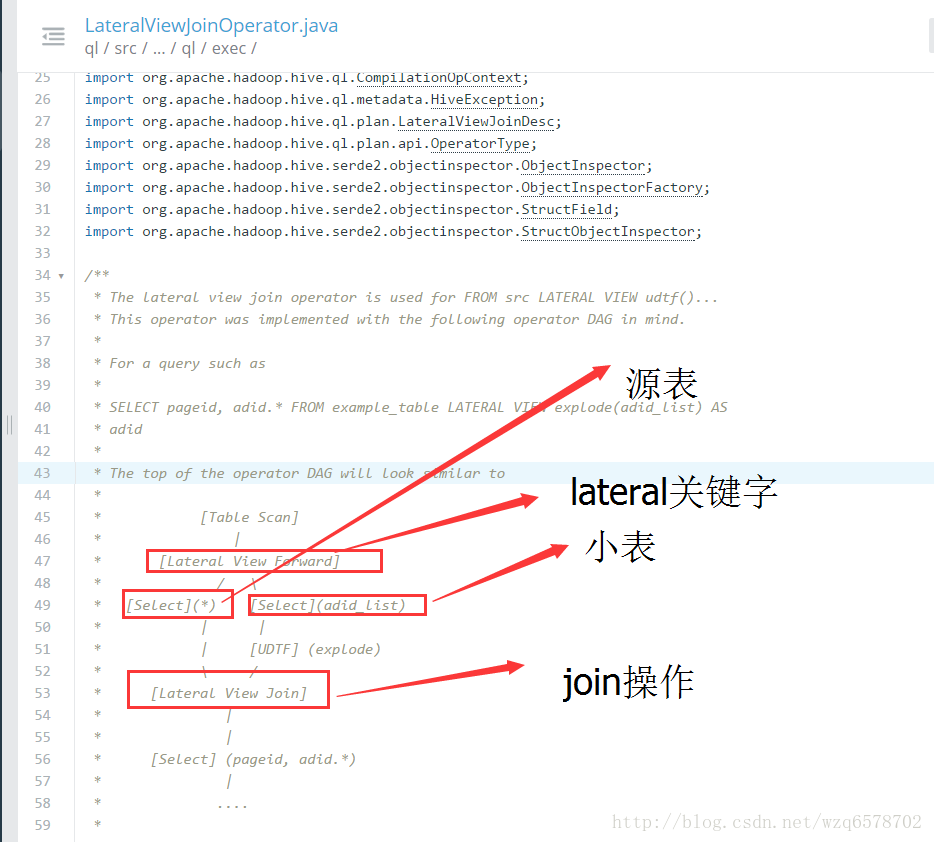 LateralViewJoinOperator.java
ql / src / ... / ql / exec /
25 import org.apache.hadoop.hive.ql.CompilationOpContext;
26 import org.apache.hadoop.hive.ql.metadata.HiveException;
27 import org.apache.hadoop.hive.ql.plan.LateralViewJoinDesc;
28 import org.apache.hadoop.hive.ql.plan.api.OperatorType;
29 import org.apache.hadoop.hive.serde2.objectinspector.ObjectInspector;
30 import org.apache.hadoop.hive.serde2.objectinspector.ObjectInspectorFactory;
31 import org.apache.hadoop.hive.serde2.objectinspector.StructField;
32 import org.apache.hadoop.hive.serde2.objectinspector.StructObjectInspector;
33
34 /**
35 * The lateral view join operator is used for FROM src LATERAL VIEW udtf()...
36 * This operator was implemented with the following operator DAG in mind.
37 *
38 * For a query such as
39 *
源表
40 * SELECT pageid, adid.* FROM example_table LATERAL VIEW explode(adid_list) AS
41 * adid
42 *
43 * The top of the operator DAG will look similar to
44 *
lateral关键字
45 * [Table Scan]
46 * |
小表
47 * [Lateral View Forward]
48 * / \
49 * [Select](*) [Select](adid_list)
50 * | |
51 * | [UDTF] (explode)
52 * \ /
join操作
53 * [Lateral View Join]
54 * |
55 * |
56 * [Select] (pageid, adid.*)
57 * |
58 * ....
59 *
http://blog.csdn.net/wzq6578702